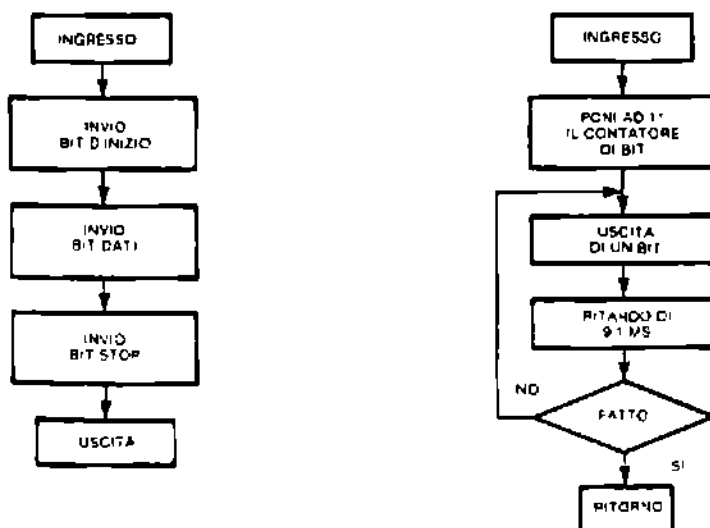 INGRESSO
INVIO
BIT D'INIZIO
INVIO
BIT DATI
INVIO
BIT STOP
USCITA
INGRESSO
PONI AD 11
IL CONTATORE
DI BIT
USCITA
DI UN BIT
RITARDO DI
9.1 MS
NO
FATTO
SI
RITORNO